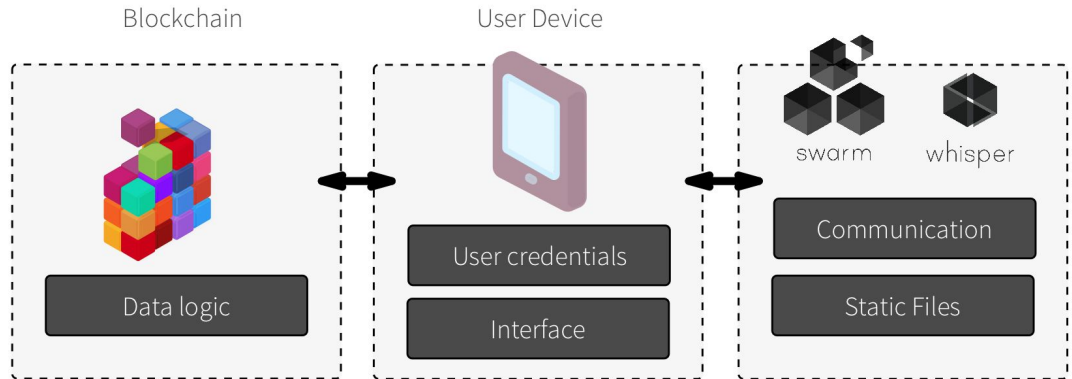 Blockchain
User Device
swarm
whisper
Data logic
User credentials
Interface
Communication
Static Files